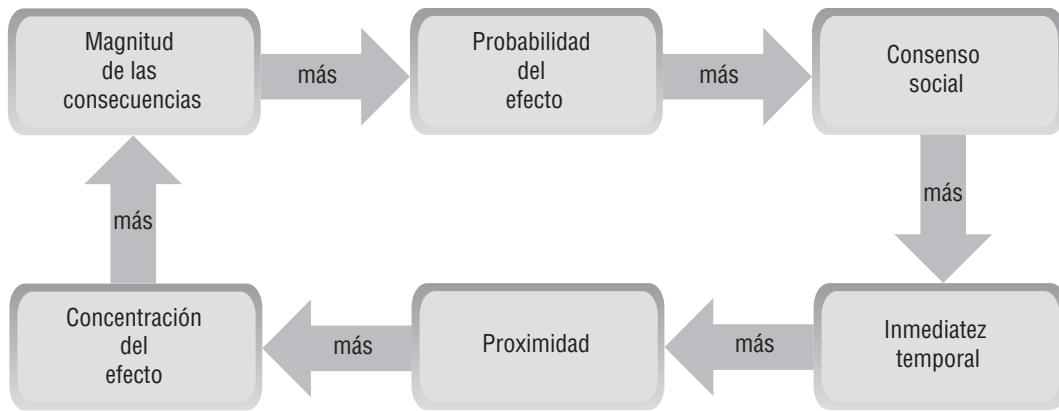 Magnitud
de las
consecuencias
más
Probabilidad
del
efecto
más
Consenso
social
más
Inmediatez
temporal
más
Proximidad
más
Concentración
del
efecto
más